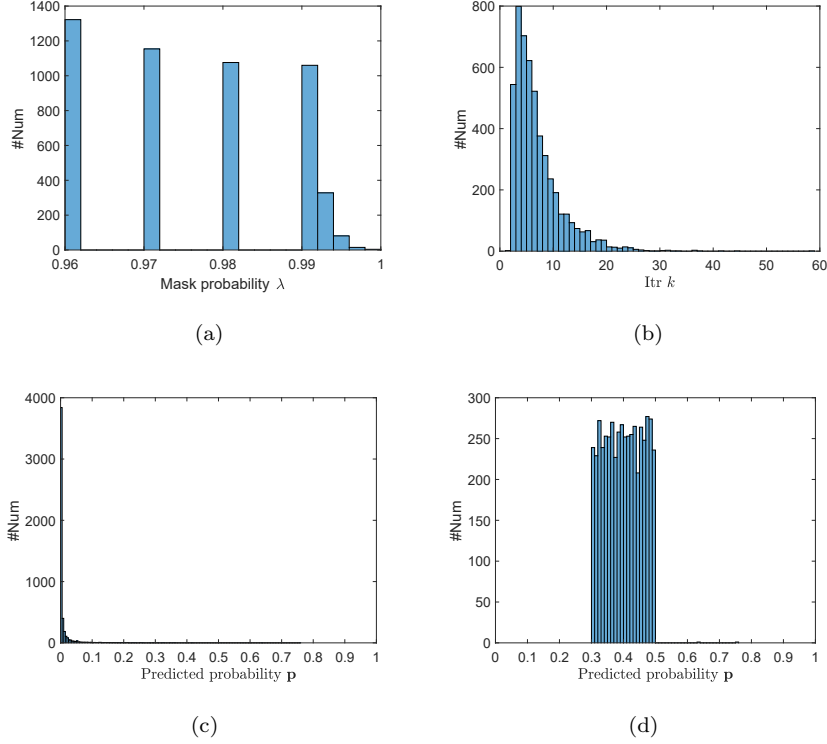 1400
1200
1000
800
600
400
200
0
#Num
0.96 0.97 0.98 0.99 1
Mask probability λ
(a)
800
600
400
200
0
#Num
0 10 20 30 40 50 60
Itr k
(b)
4000
3000
2000
1000
0
#Num
0 0.1 0.2 0.3 0.4 0.5 0.6 0.7 0.8 0.9 1
Predicted probability p
(c)
300
250
200
150
100
50
0
#Num
0 0.1 0.2 0.3 0.4 0.5 0.6 0.7 0.8 0.9 1
Predicted probability p
(d)